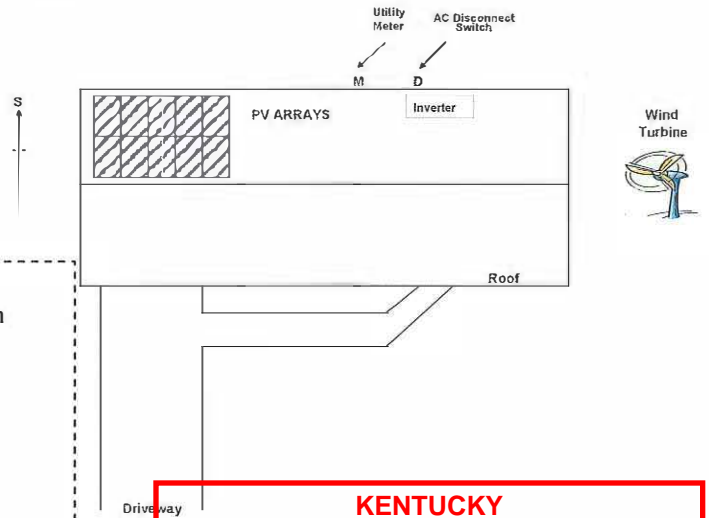 Utility
Meter
AC Disconnect
Switch
M
D
S
PV ARRAYS
Inverter
Wind
Turbine
Roof
Driveway
KENTUCKY